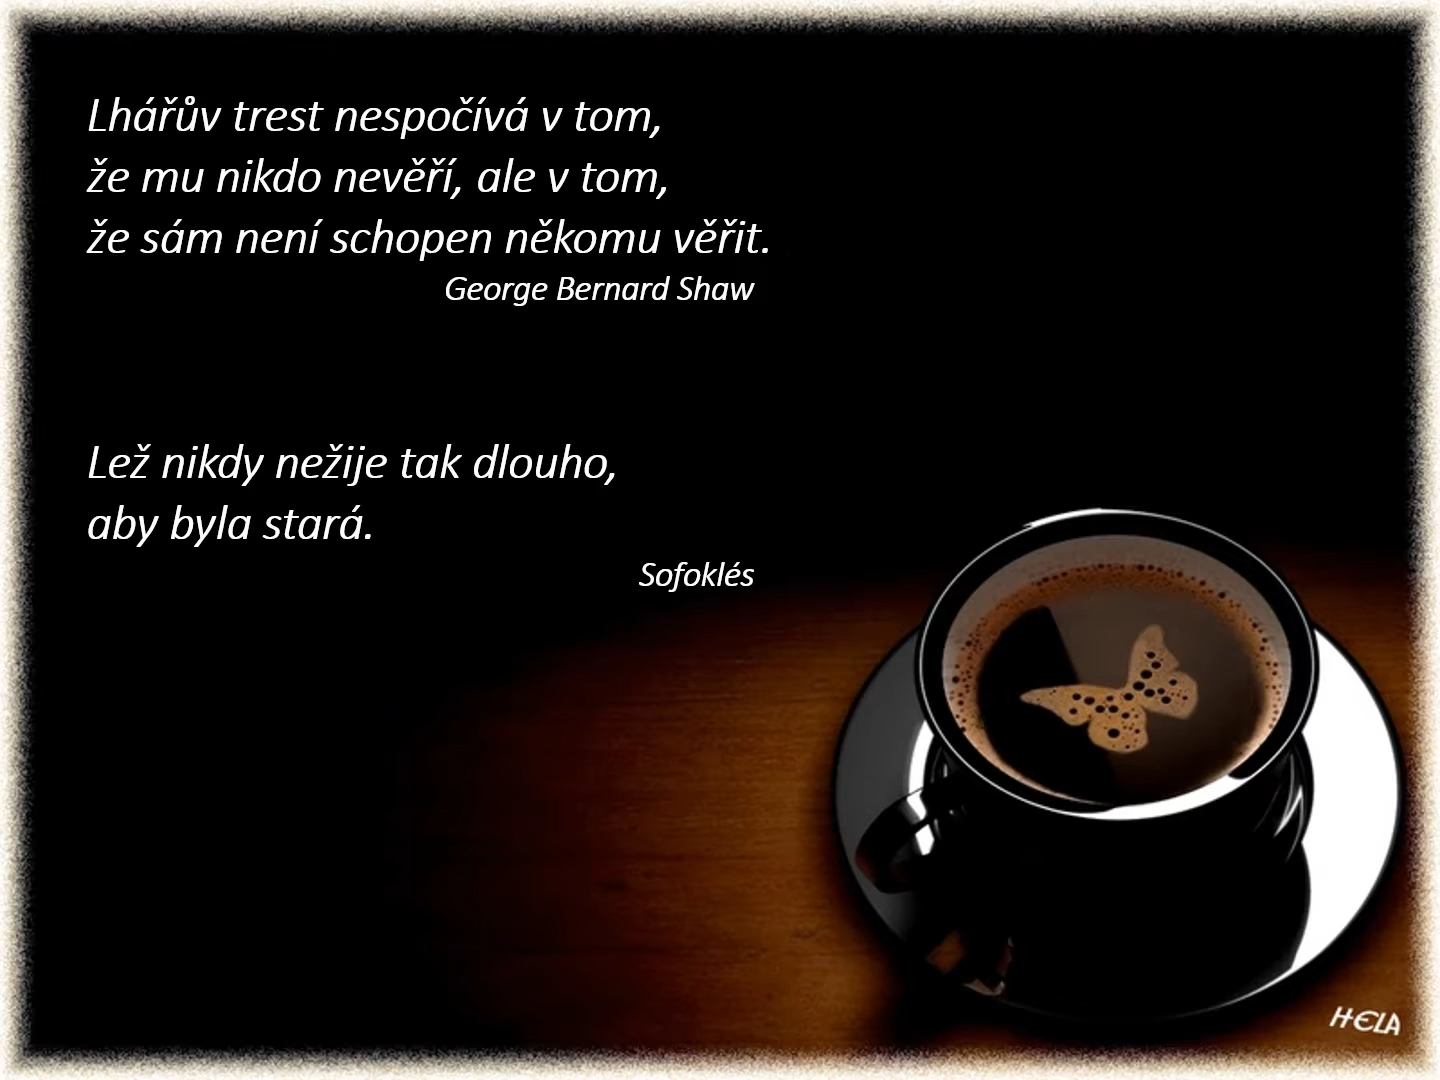 Lhářův trest nespočívá v tom,
že mu nikdo nevěří, ale v tom,
že sám není schopen někomu věřit.
George Bernard Shaw
Lež nikdy nežije tak dlouho,
aby byla stará.
Sofoklés
HELA